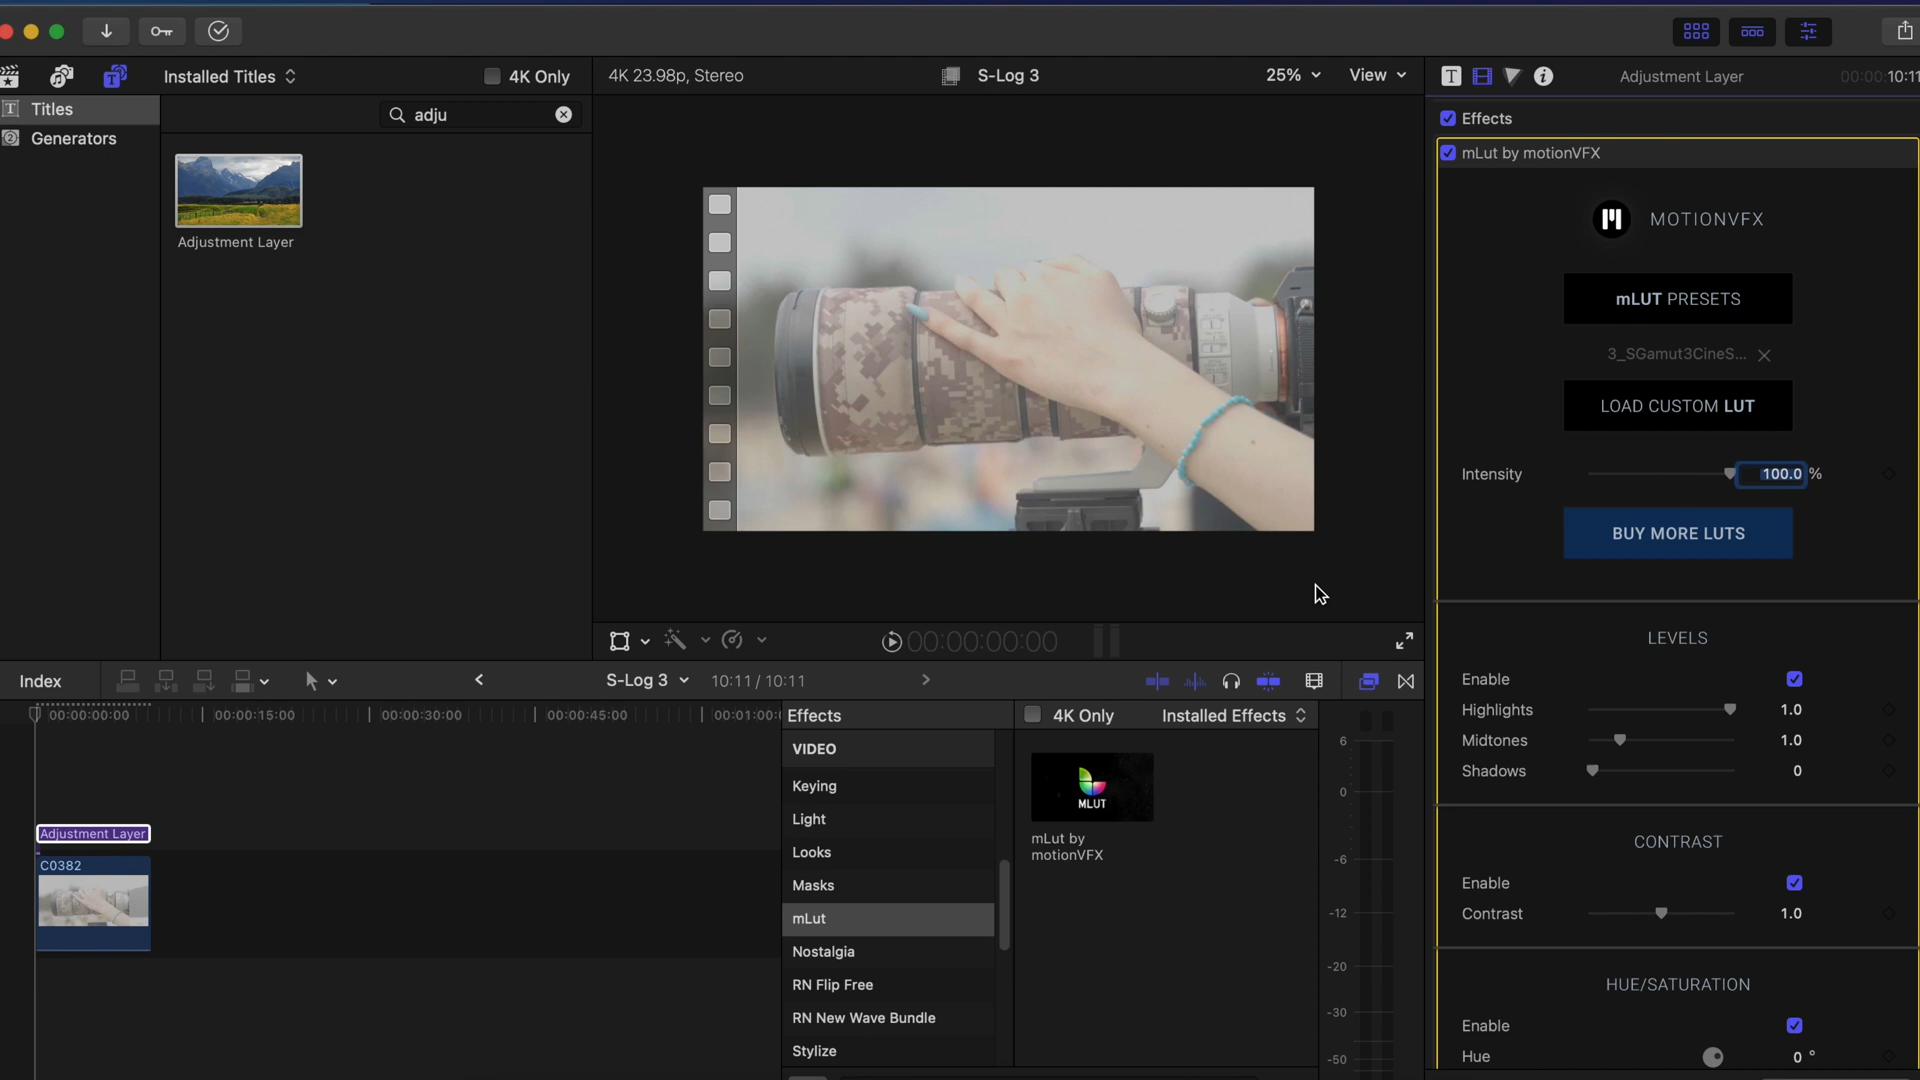 Installed Titles
4K Only
4K 23.98p, Stereo
S-Log 3
25%
View
Adjustment Layer
00:00:10:11
Titles
Generators
adju
Adjustment Layer
Effects
mLut by motionVFX
MOTIONVFX
mLUT PRESETS
3_SGamut3CineS...
LOAD CUSTOM LUT
Intensity
100.0 %
BUY MORE LUTS
LEVELS
Enable
Highlights 1.0
Midtones 1.0
Shadows 0
CONTRAST
Enable
Contrast 1.0
HUE/SATURATION
Enable
Hue 0 °
00:00:00:00
Index
S-Log 3
10:11 / 10:11
00:00:00:00
00:00:15:00
00:00:30:00
00:00:45:00
00:01:00:
Adjustment Layer
C0382
Effects
4K Only
Installed Effects
VIDEO
Keying
Light
Looks
Masks
mLut
Nostalgia
RN Flip Free
RN New Wave Bundle
Stylize
MLUT
mLut by
motionVFX
6
0
-6
-12
-20
-30
-50